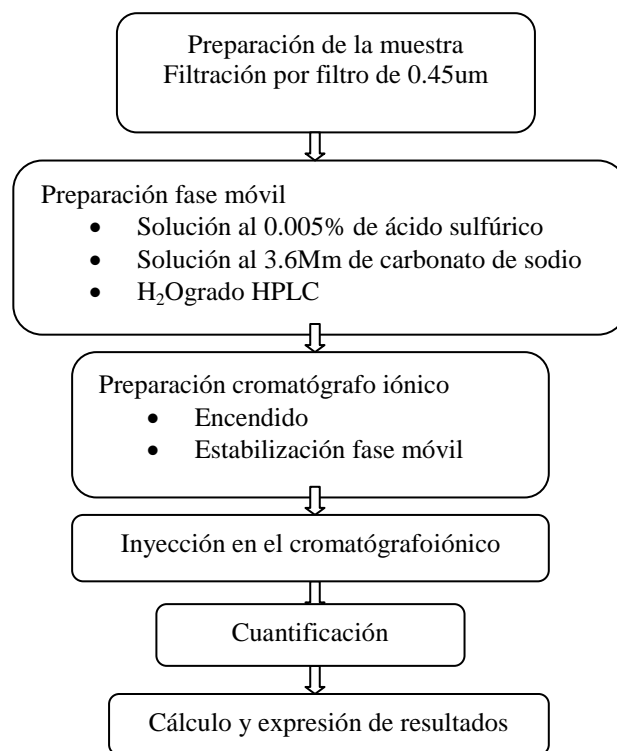 Preparación de la muestra
Filtración por filtro de 0.45um
Preparación fase móvil
• Solución al 0.005% de ácido sulfúrico
• Solución al 3.6Mm de carbonato de sodio
• H₂Ogrado HPLC
Preparación cromatógrafo iónico
• Encendido
• Estabilización fase móvil
Inyección en el cromatógrafoiónico
Cuantificación
Cálculo y expresión de resultados